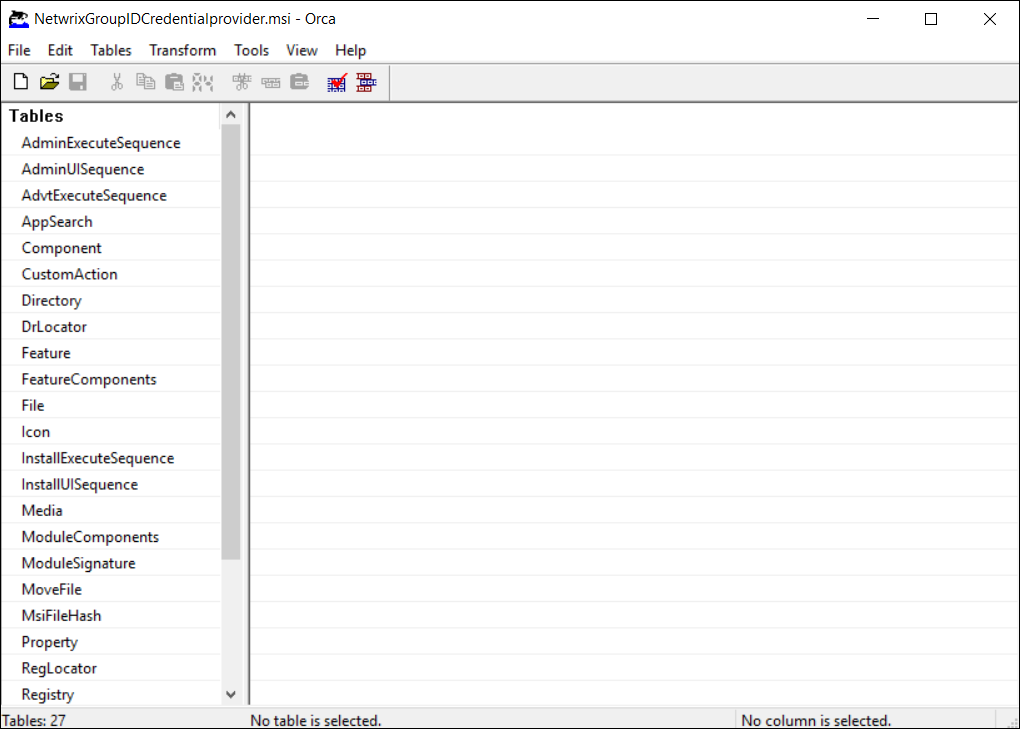 NetwrixGroupIDCredentialprovider.msi - Orca
File Edit Tables Transform Tools View Help
Tables
AdminExecuteSequence
AdminUISequence
AdvtExecuteSequence
AppSearch
Component
CustomAction
Directory
DrLocator
Feature
FeatureComponents
File
Icon
InstallExecuteSequence
InstallUISequence
Media
ModuleComponents
ModuleSignature
MoveFile
MsiFileHash
Property
RegLocator
Registry
Tables: 27 No table is selected. No column is selected.